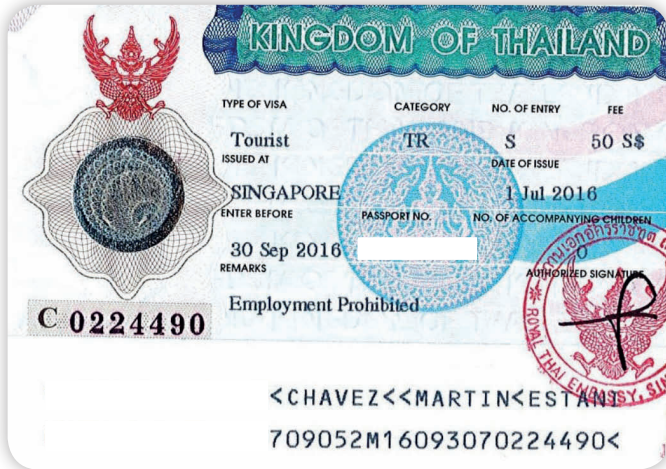 KINGDOM OF THAILAND
TYPE OF VISA CATEGORY NO. OF ENTRY FEE
Tourist TR S 50 S$
ISSUED AT DATE OF ISSUE
SINGAPORE 1 Jul 2016
ENTER BEFORE PASSPORT NO. NO. OF ACCOMPANYING CHILDREN
30 Sep 2016 0
REMARKS AUTHORIZED SIGNATURE
Employment Prohibited
C 0224490
ROYAL THAI EMBASSY, SIN
<CHAVEZ<<MARTIN<ESTANI
709052M16093070224490<